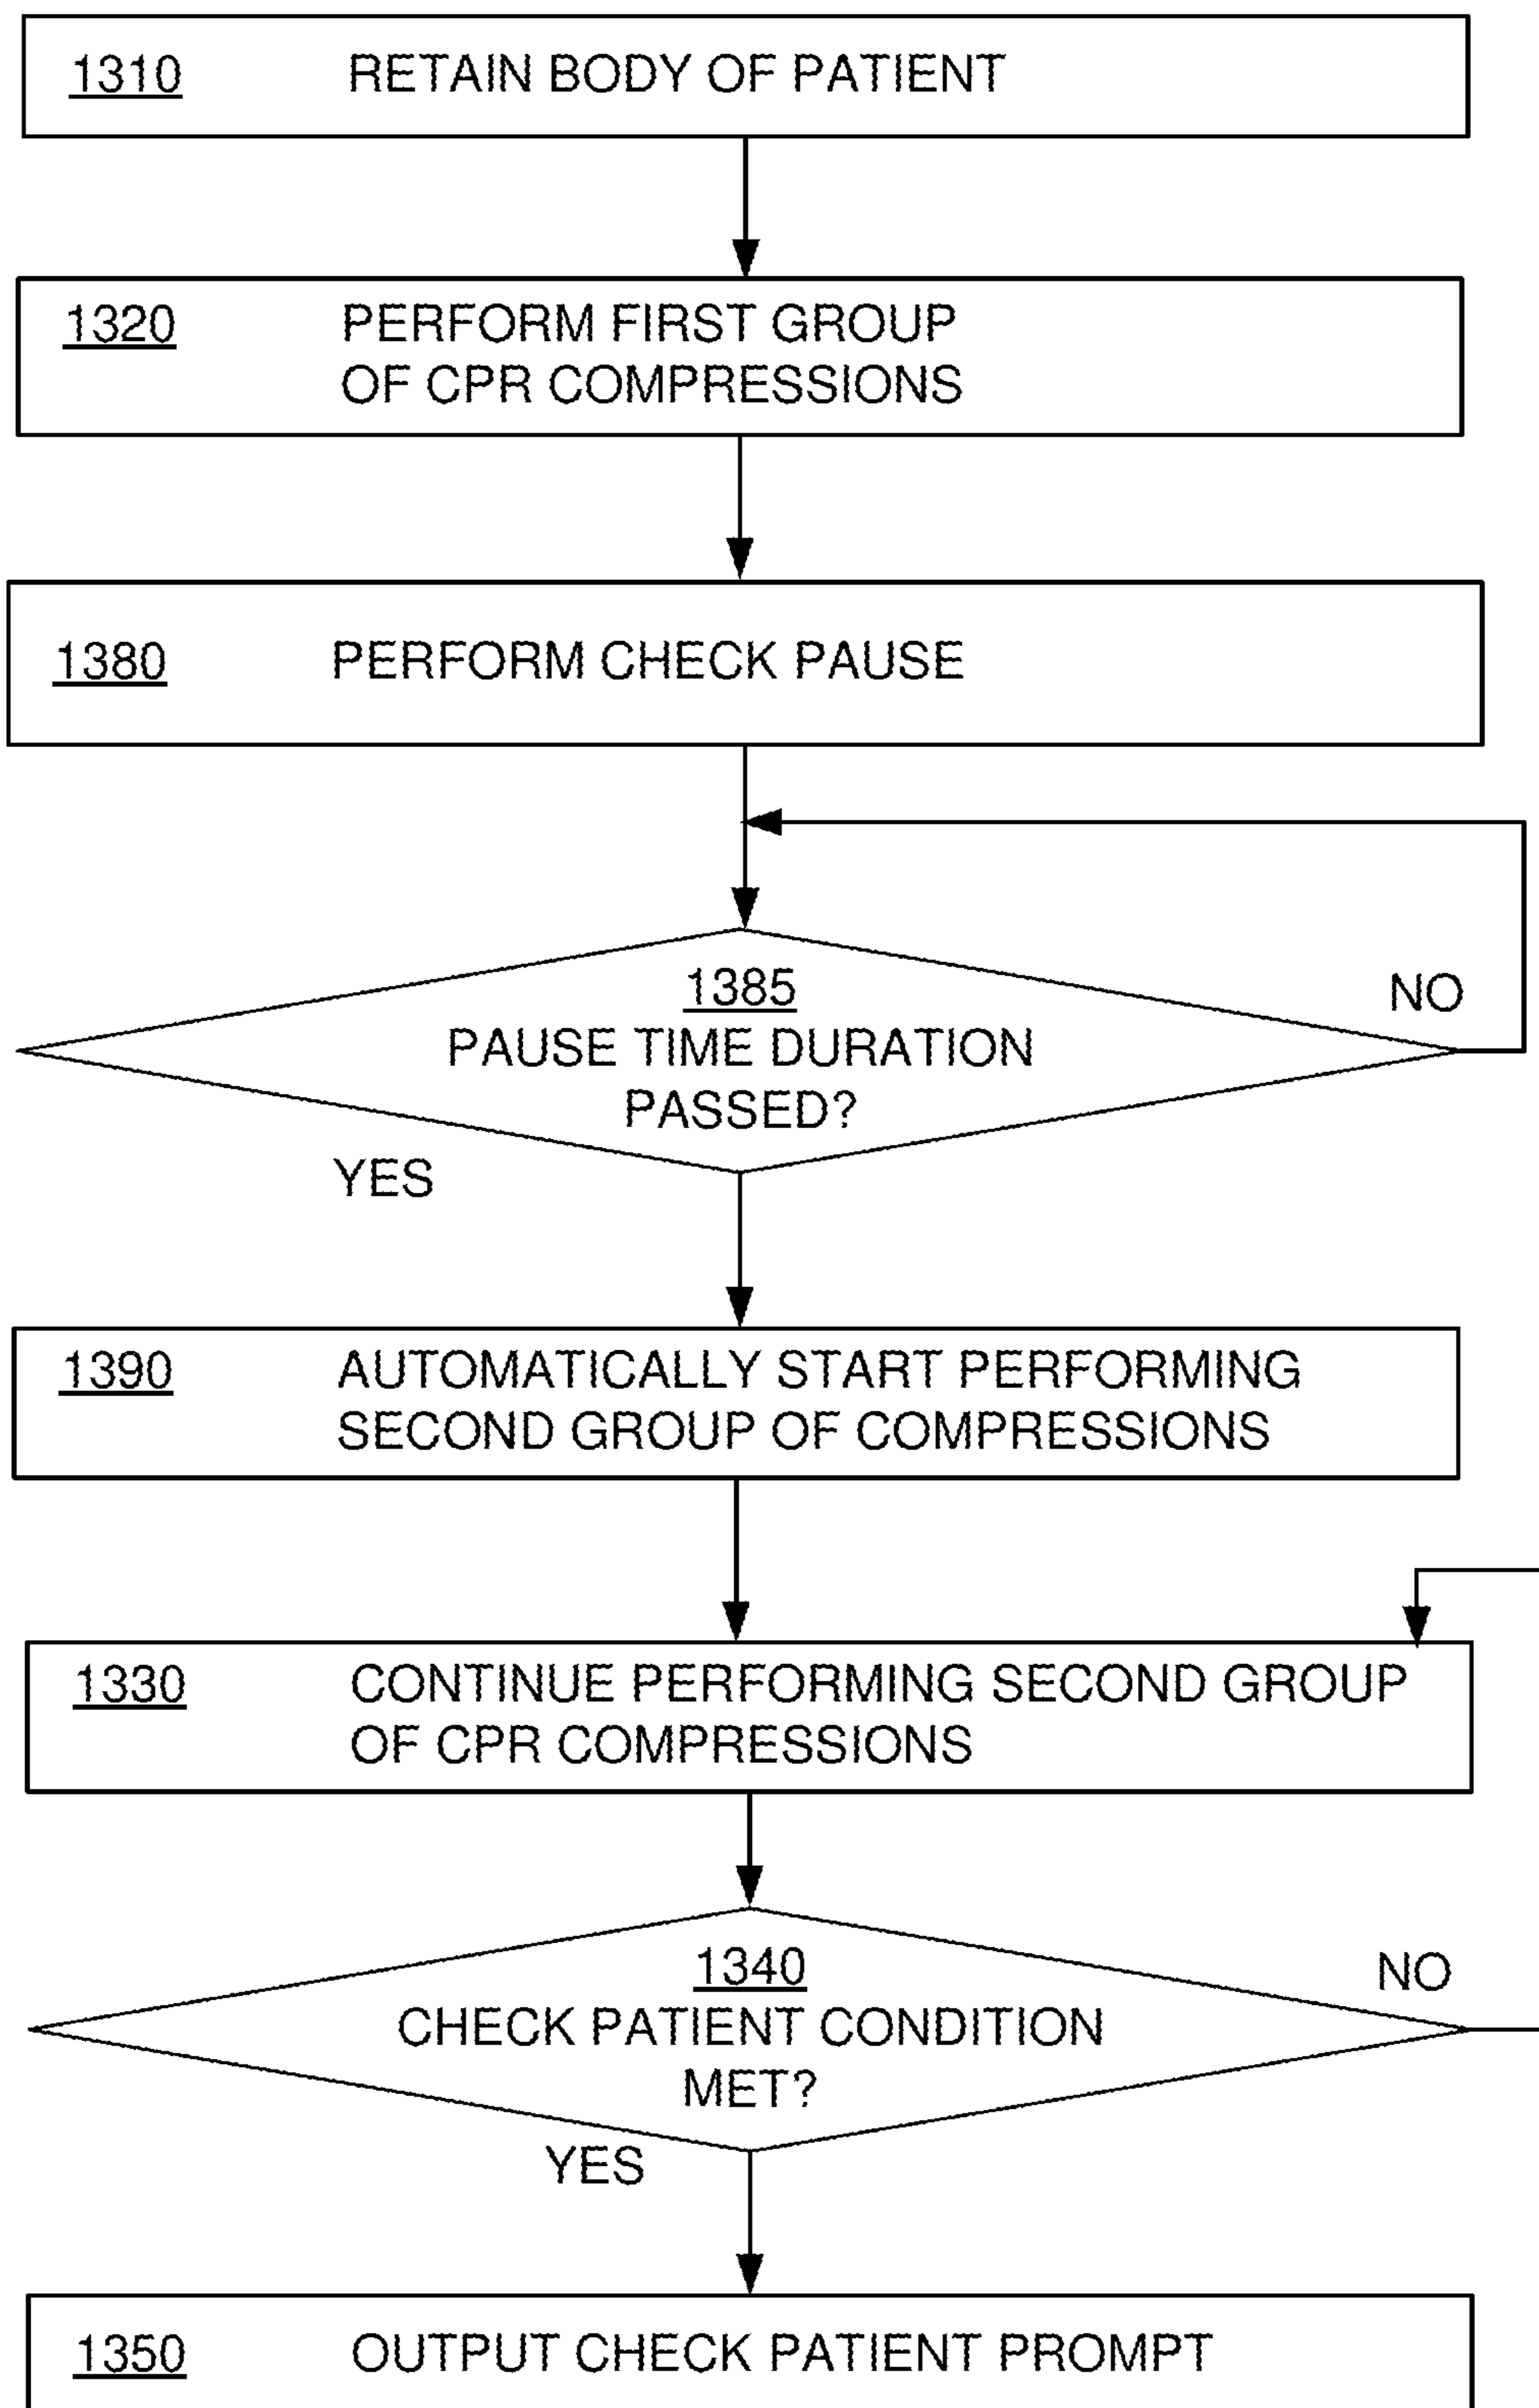 1310 RETAIN BODY OF PATIENT
1320 PERFORM FIRST GROUP
OF CPR COMPRESSIONS
1380 PERFORM CHECK PAUSE
1385
NO
PAUSE TIME DURATION
PASSED?
YES
1390 AUTOMATICALLY START PERFORMING
SECOND GROUP OF COMPRESSIONS
1330 CONTINUE PERFORMING SECOND GROUP
OF CPR COMPRESSIONS
1340
NO
CHECK PATIENT CONDITION
MET?
YES
1350 OUTPUT CHECK PATIENT PROMPT